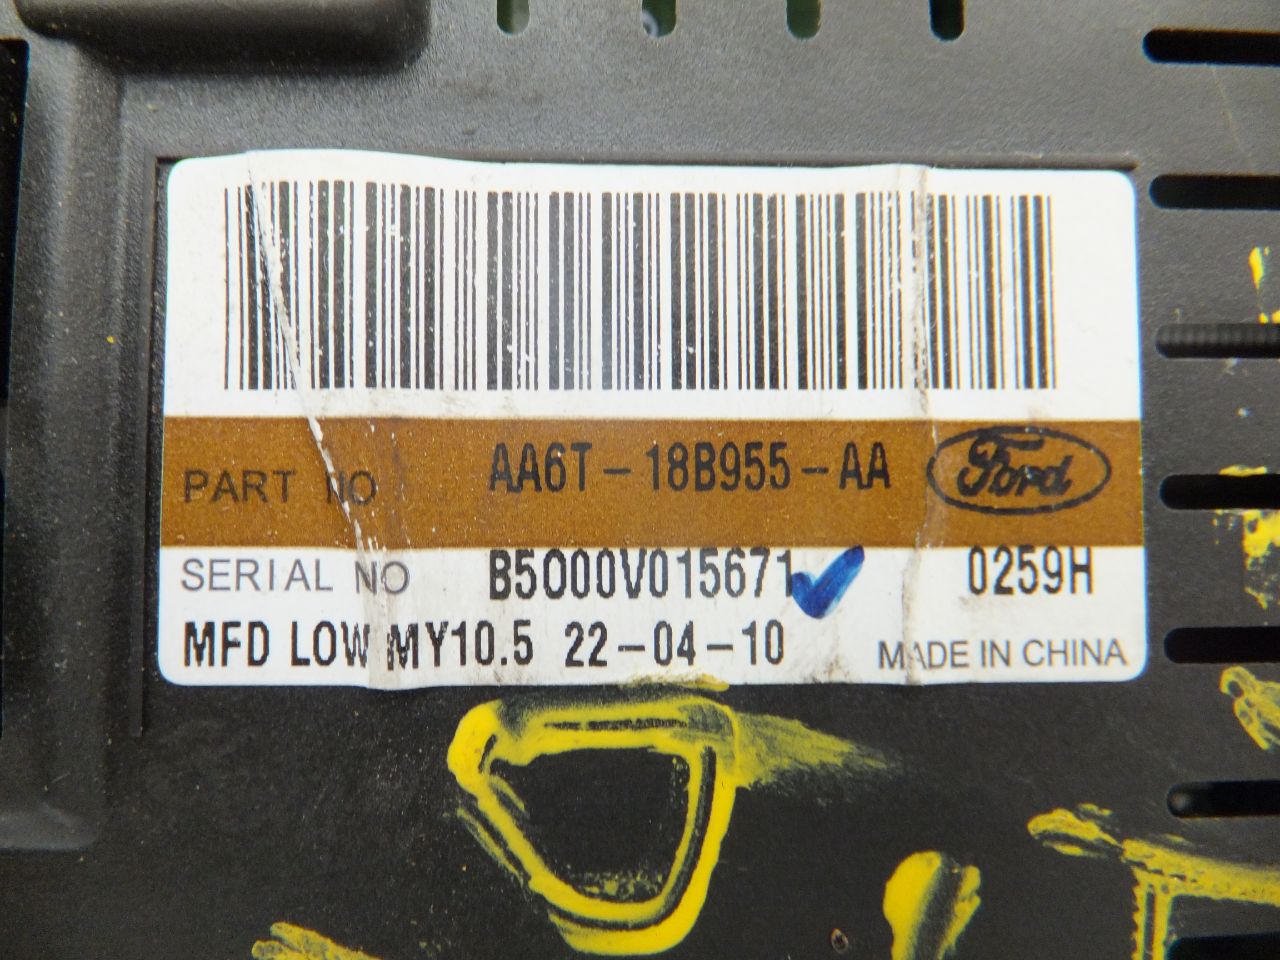 PART NO AA6T-18B955-AA Ford
SERIAL NO B5000V015671 0259H
MFD LOW MY10.5 22-04-10 MADE IN CHINA